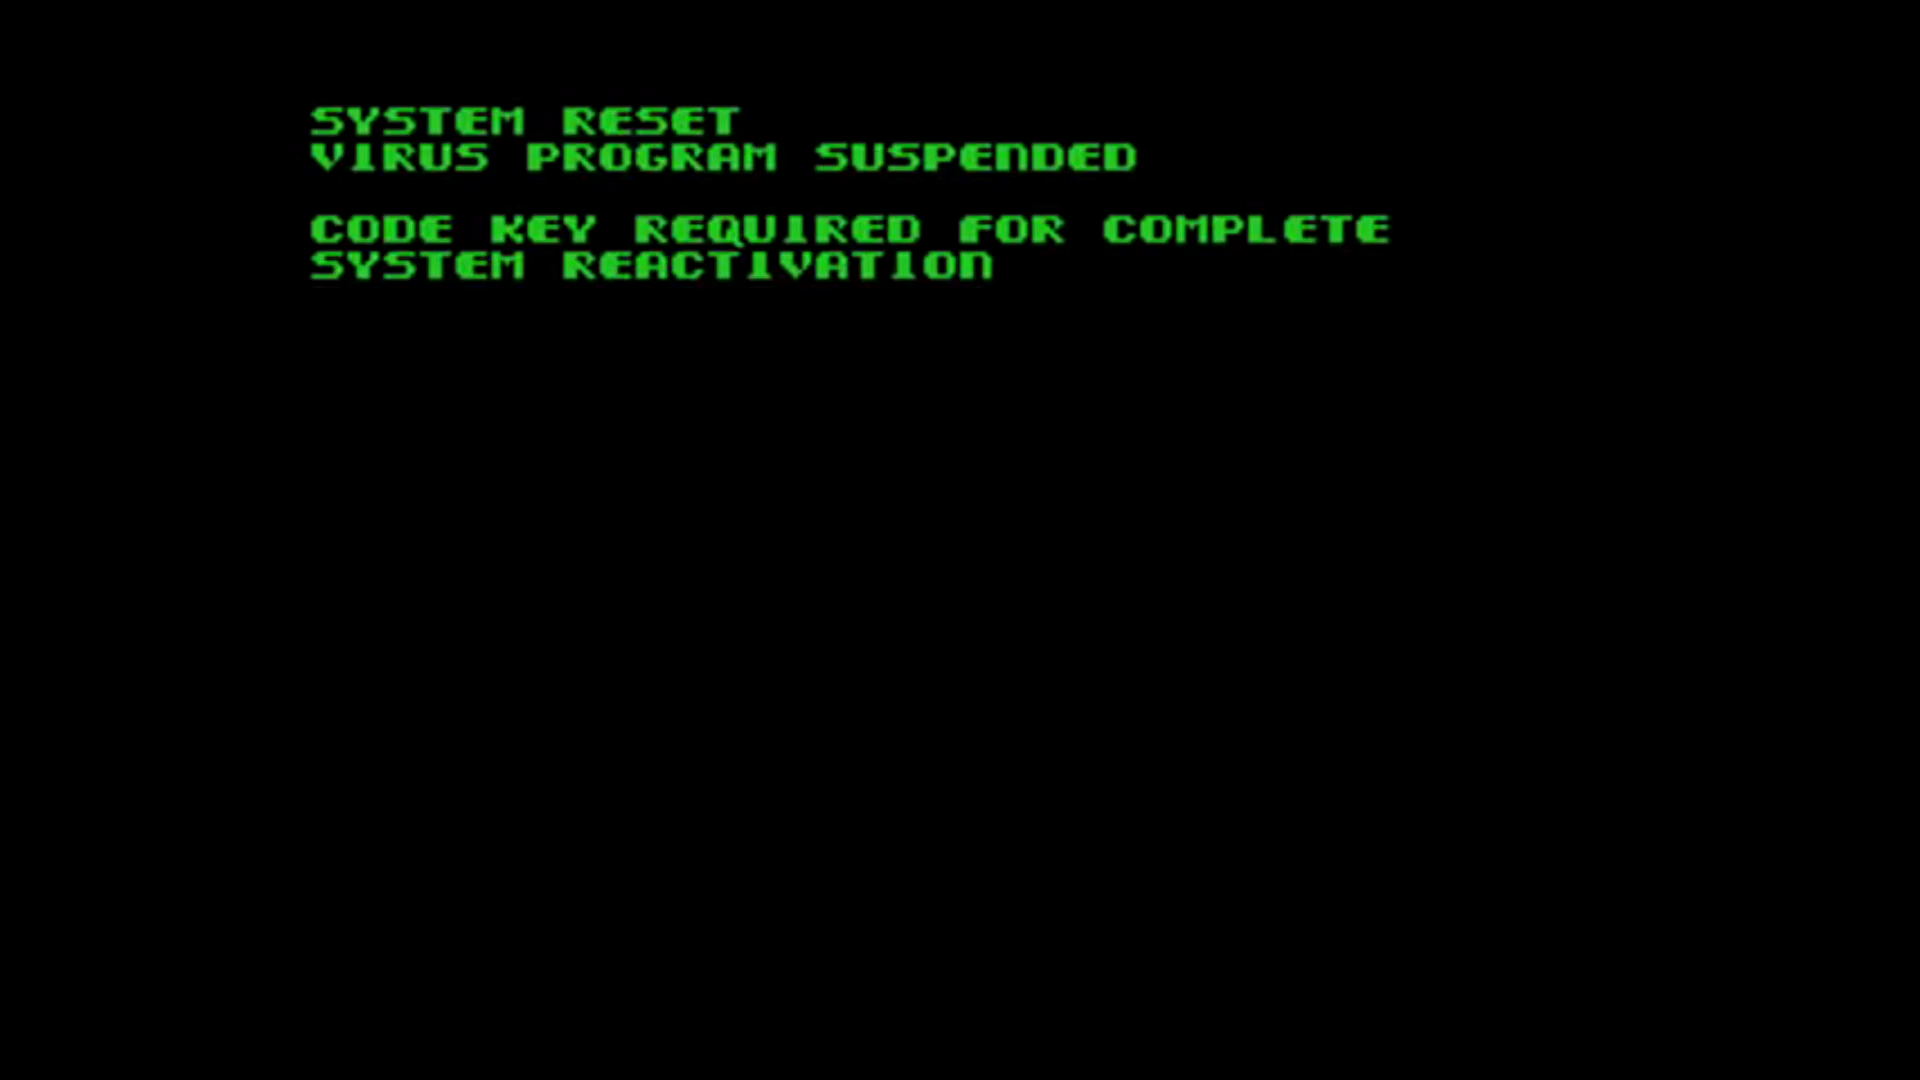 SYSTEM RESET
VIRUS PROGRAM SUSPENDED
CODE KEY REQUIRED FOR COMPLETE
SYSTEM REACTIVATION